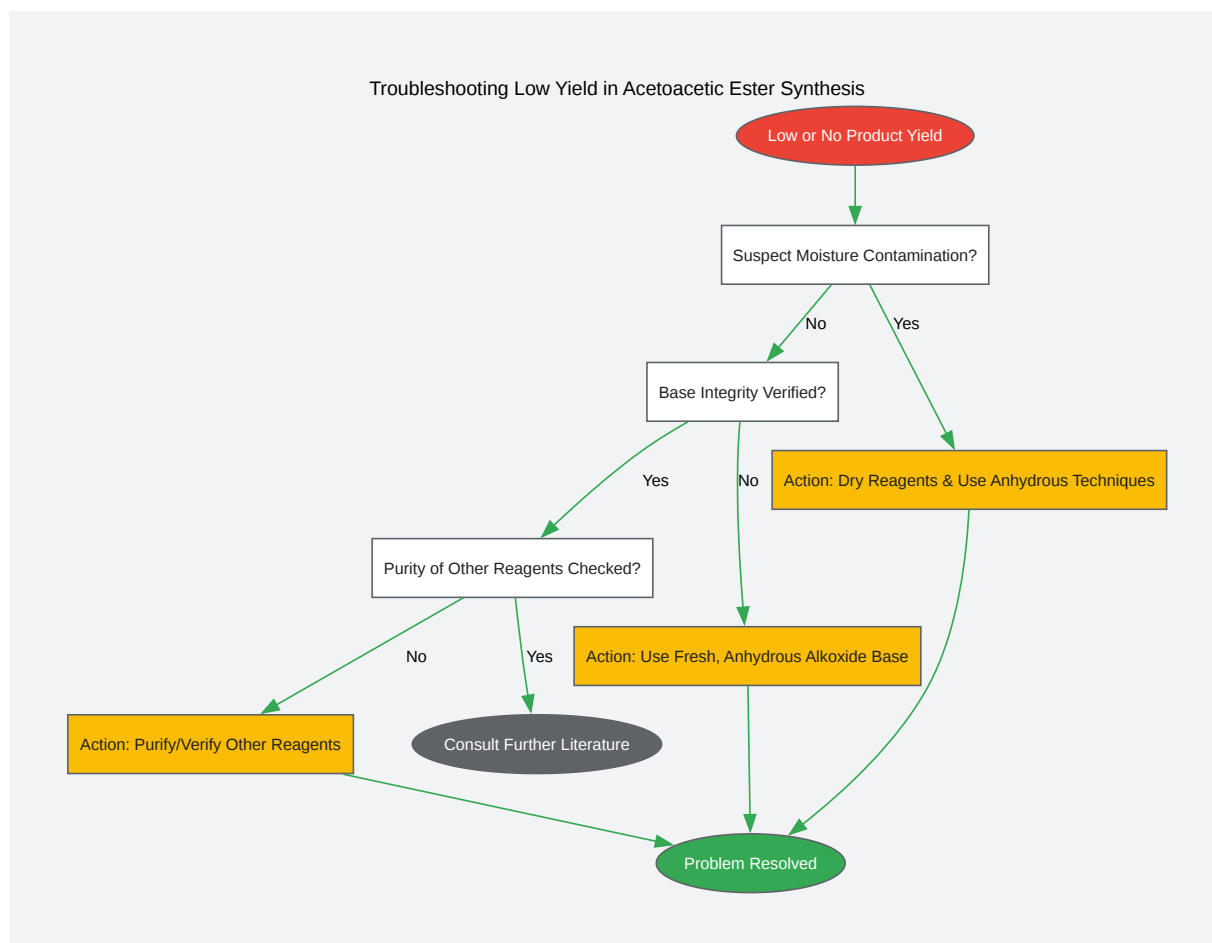 Troubleshooting Low Yield in Acetoacetic Ester Synthesis
Low or No Product Yield
Suspect Moisture Contamination?
No
Yes
Base Integrity Verified?
Yes
No
Action: Dry Reagents & Use Anhydrous Techniques
Purity of Other Reagents Checked?
No
Yes
Action: Use Fresh, Anhydrous Alkoxide Base
Action: Purify/Verify Other Reagents
Consult Further Literature
Problem Resolved